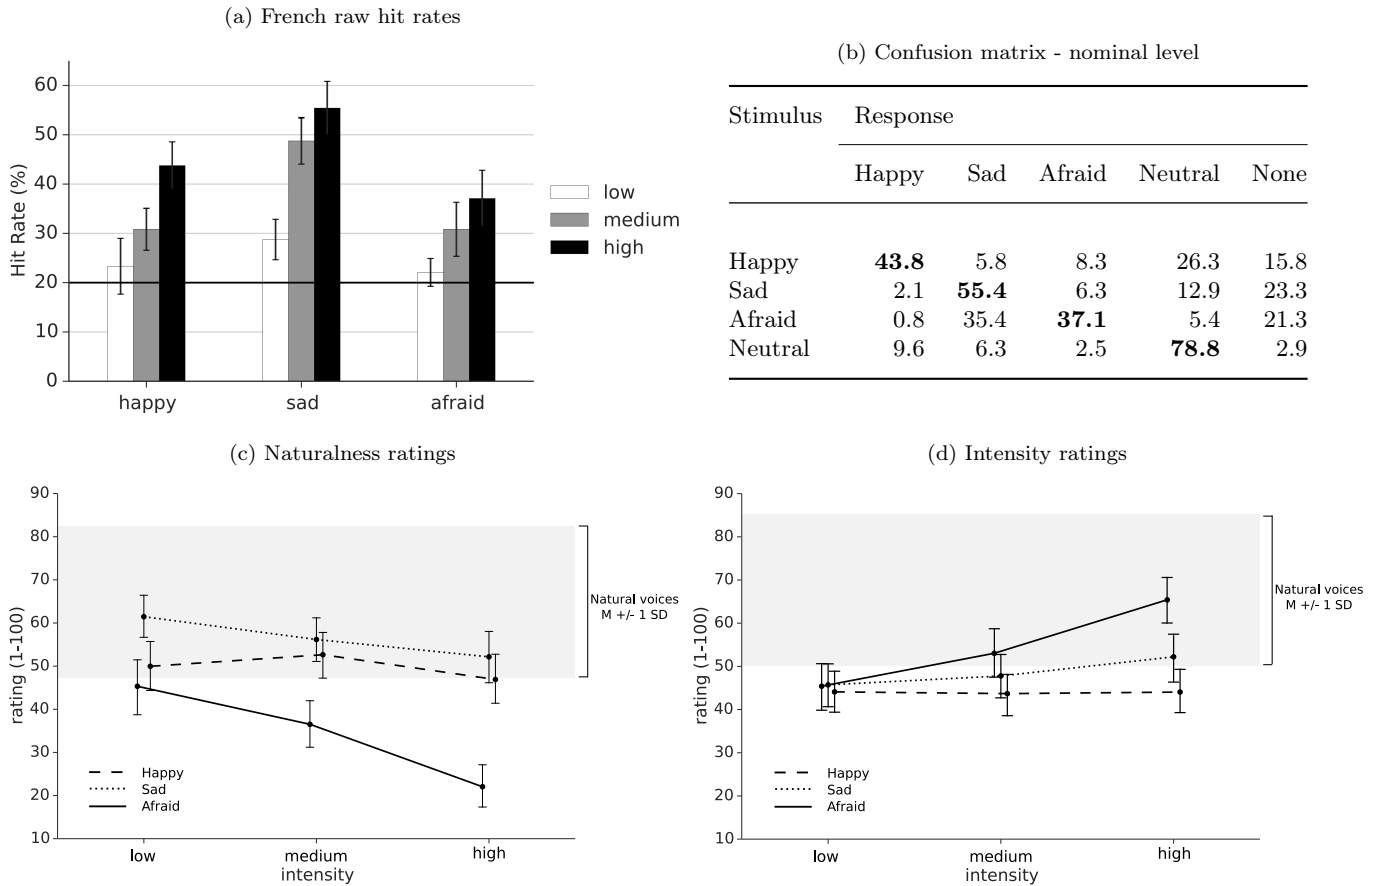 (a) French raw hit rates
60
50
40
30
20
10
0
Hit Rate (%)
happy sad afraid
low
medium
high
(b) Confusion matrix - nominal level
Stimulus Response
Happy Sad Afraid Neutral None
Happy 43.8 5.8 8.3 26.3 15.8
Sad 2.1 55.4 6.3 12.9 23.3
Afraid 0.8 35.4 37.1 5.4 21.3
Neutral 9.6 6.3 2.5 78.8 2.9
(c) Naturalness ratings
90
80
70
60
50
40
30
20
10
rating (1-100)
Natural voices
M +/- 1 SD
Happy
Sad
Afraid
low medium high
intensity
(d) Intensity ratings
90
80
70
60
50
40
30
20
10
rating (1-100)
Natural voices
M +/- 1 SD
Happy
Sad
Afraid
low medium high
intensity